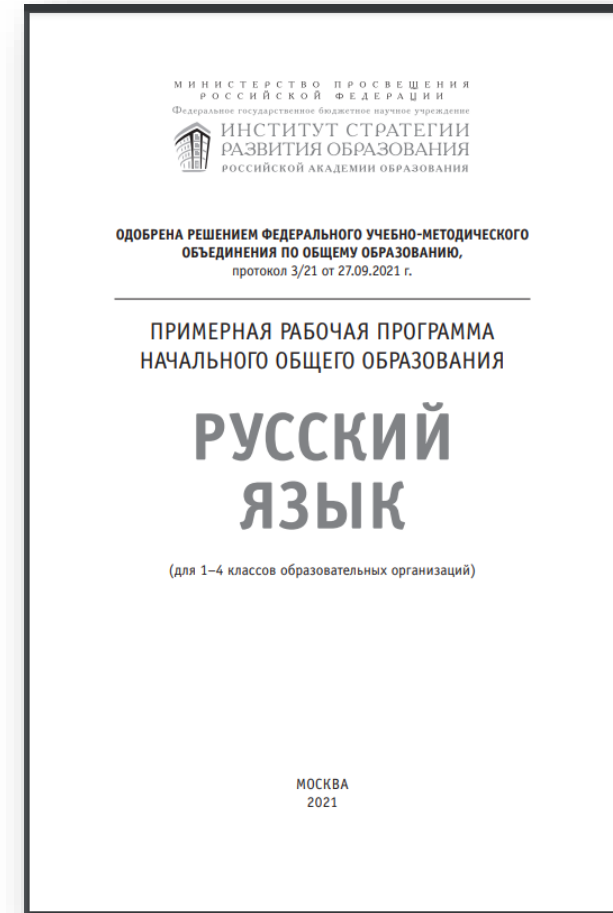 МИНИСТЕРСТВО ПРОСВЕЩЕНИЯ
РОССИЙСКОЙ ФЕДЕРАЦИИ
Федеральное государственное бюджетное научное учреждение
ИНСТИТУТ СТРАТЕГИИ
РАЗВИТИЯ ОБРАЗОВАНИЯ
РОССИЙСКОЙ АКАДЕМИИ ОБРАЗОВАНИЯ
ОДОБРЕНА РЕШЕНИЕМ ФЕДЕРАЛЬНОГО УЧЕБНО-МЕТОДИЧЕСКОГО
ОБЪЕДИНЕНИЯ ПО ОБЩЕМУ ОБРАЗОВАНИЮ,
протокол 3/21 от 27.09.2021 г.
ПРИМЕРНАЯ РАБОЧАЯ ПРОГРАММА
НАЧАЛЬНОГО ОБЩЕГО ОБРАЗОВАНИЯ
РУССКИЙ
ЯЗЫК
(для 1–4 классов образовательных организаций)
МОСКВА
2021